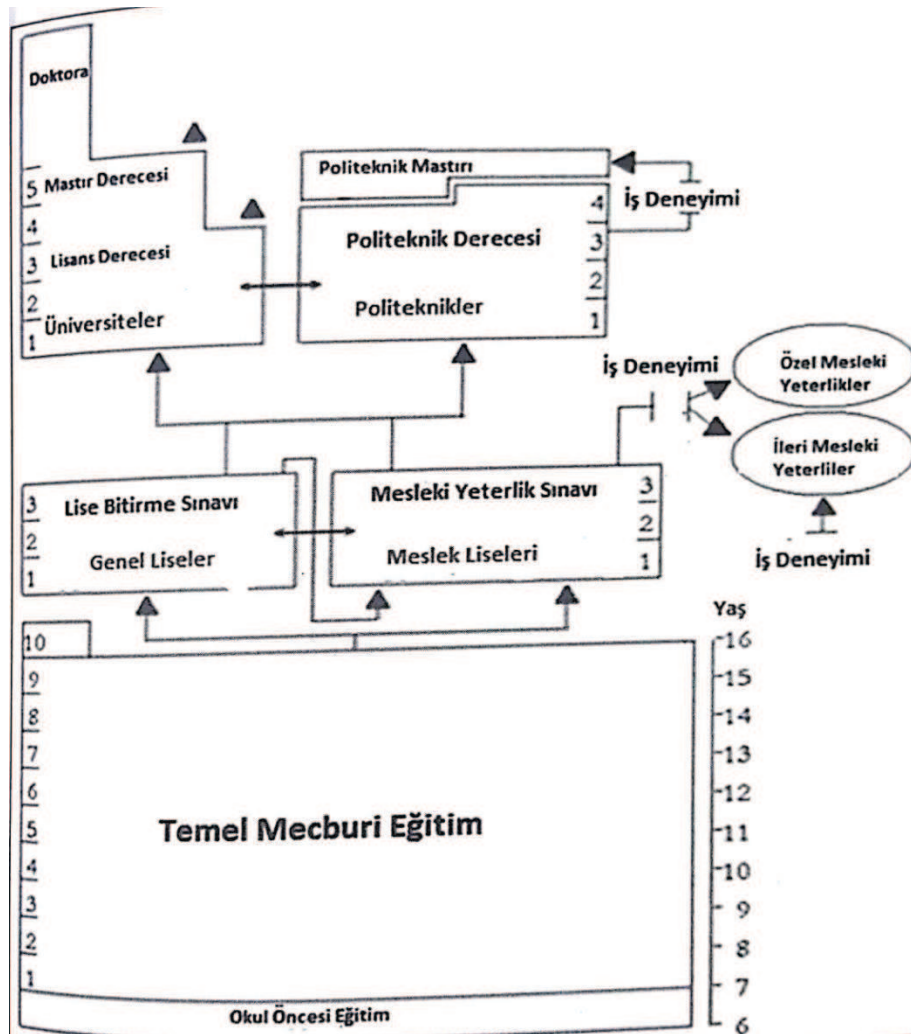 Doktora
5 Mastır Derecesi
4
3 Lisans Derecesi
2
1 Üniversiteler
Politeknik Mastırı
İş Deneyimi
4
Politeknik Derecesi
3
2
Politeknikler
1
İş Deneyimi
Özel Mesleki
Yeterlikler
İleri Mesleki
Yeterliler
İş Deneyimi
3 Lise Bitirme Sınavı
2
1 Genel Liseler
Mesleki Yeterlik Sınavı 3
2
Meslek Liseleri 1
10
9
8
7
6
5
4
3
2
1
Temel Mecburi Eğitim
Okul Öncesi Eğitim
Yaş
16
15
14
13
12
11
10
9
8
7
6